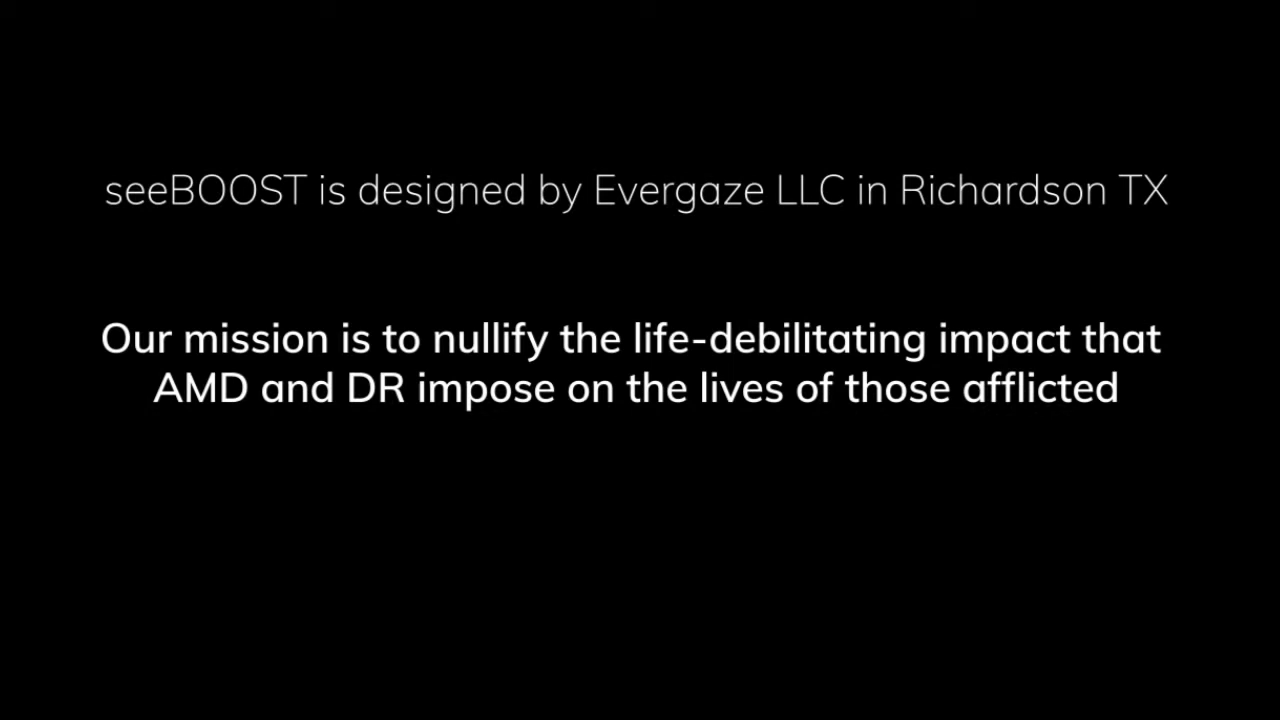 seeBOOST is designed by Evergaze LLC in Richardson TX
Our mission is to nullify the life-debilitating impact that
AMD and DR impose on the lives of those afflicted